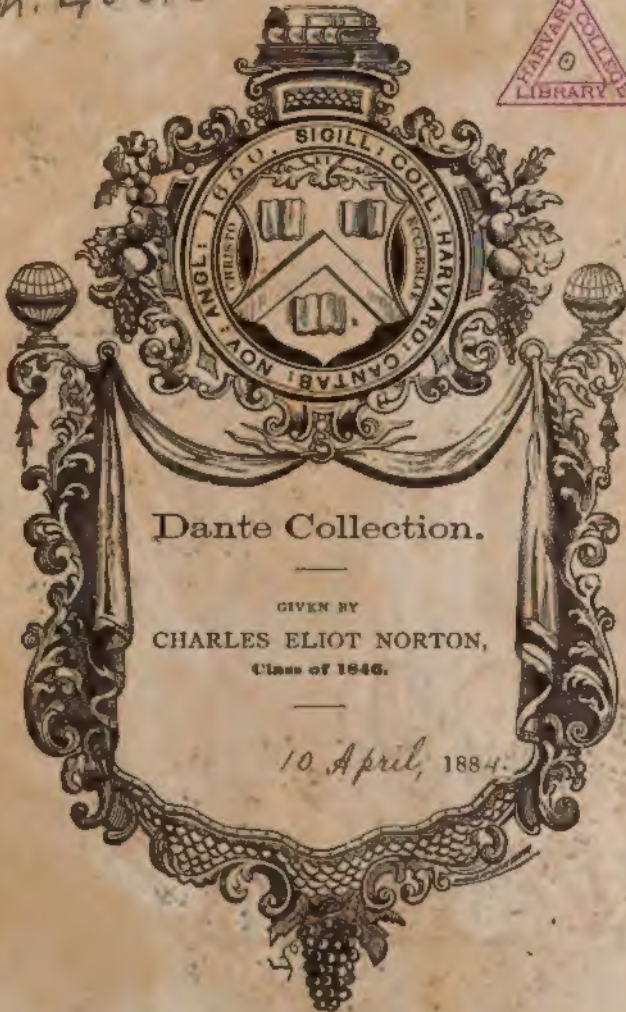 HARVARD
COLLEGE
LIBRARY
SIGILL: COLL: HARVARD: CANTAB: NOV: ANGL: 1650.
CHRISTO
ECCLESIAE
Dante Collection.
GIVEN BY
CHARLES ELIOT NORTON,
Class of 1846.
10 April, 1884.